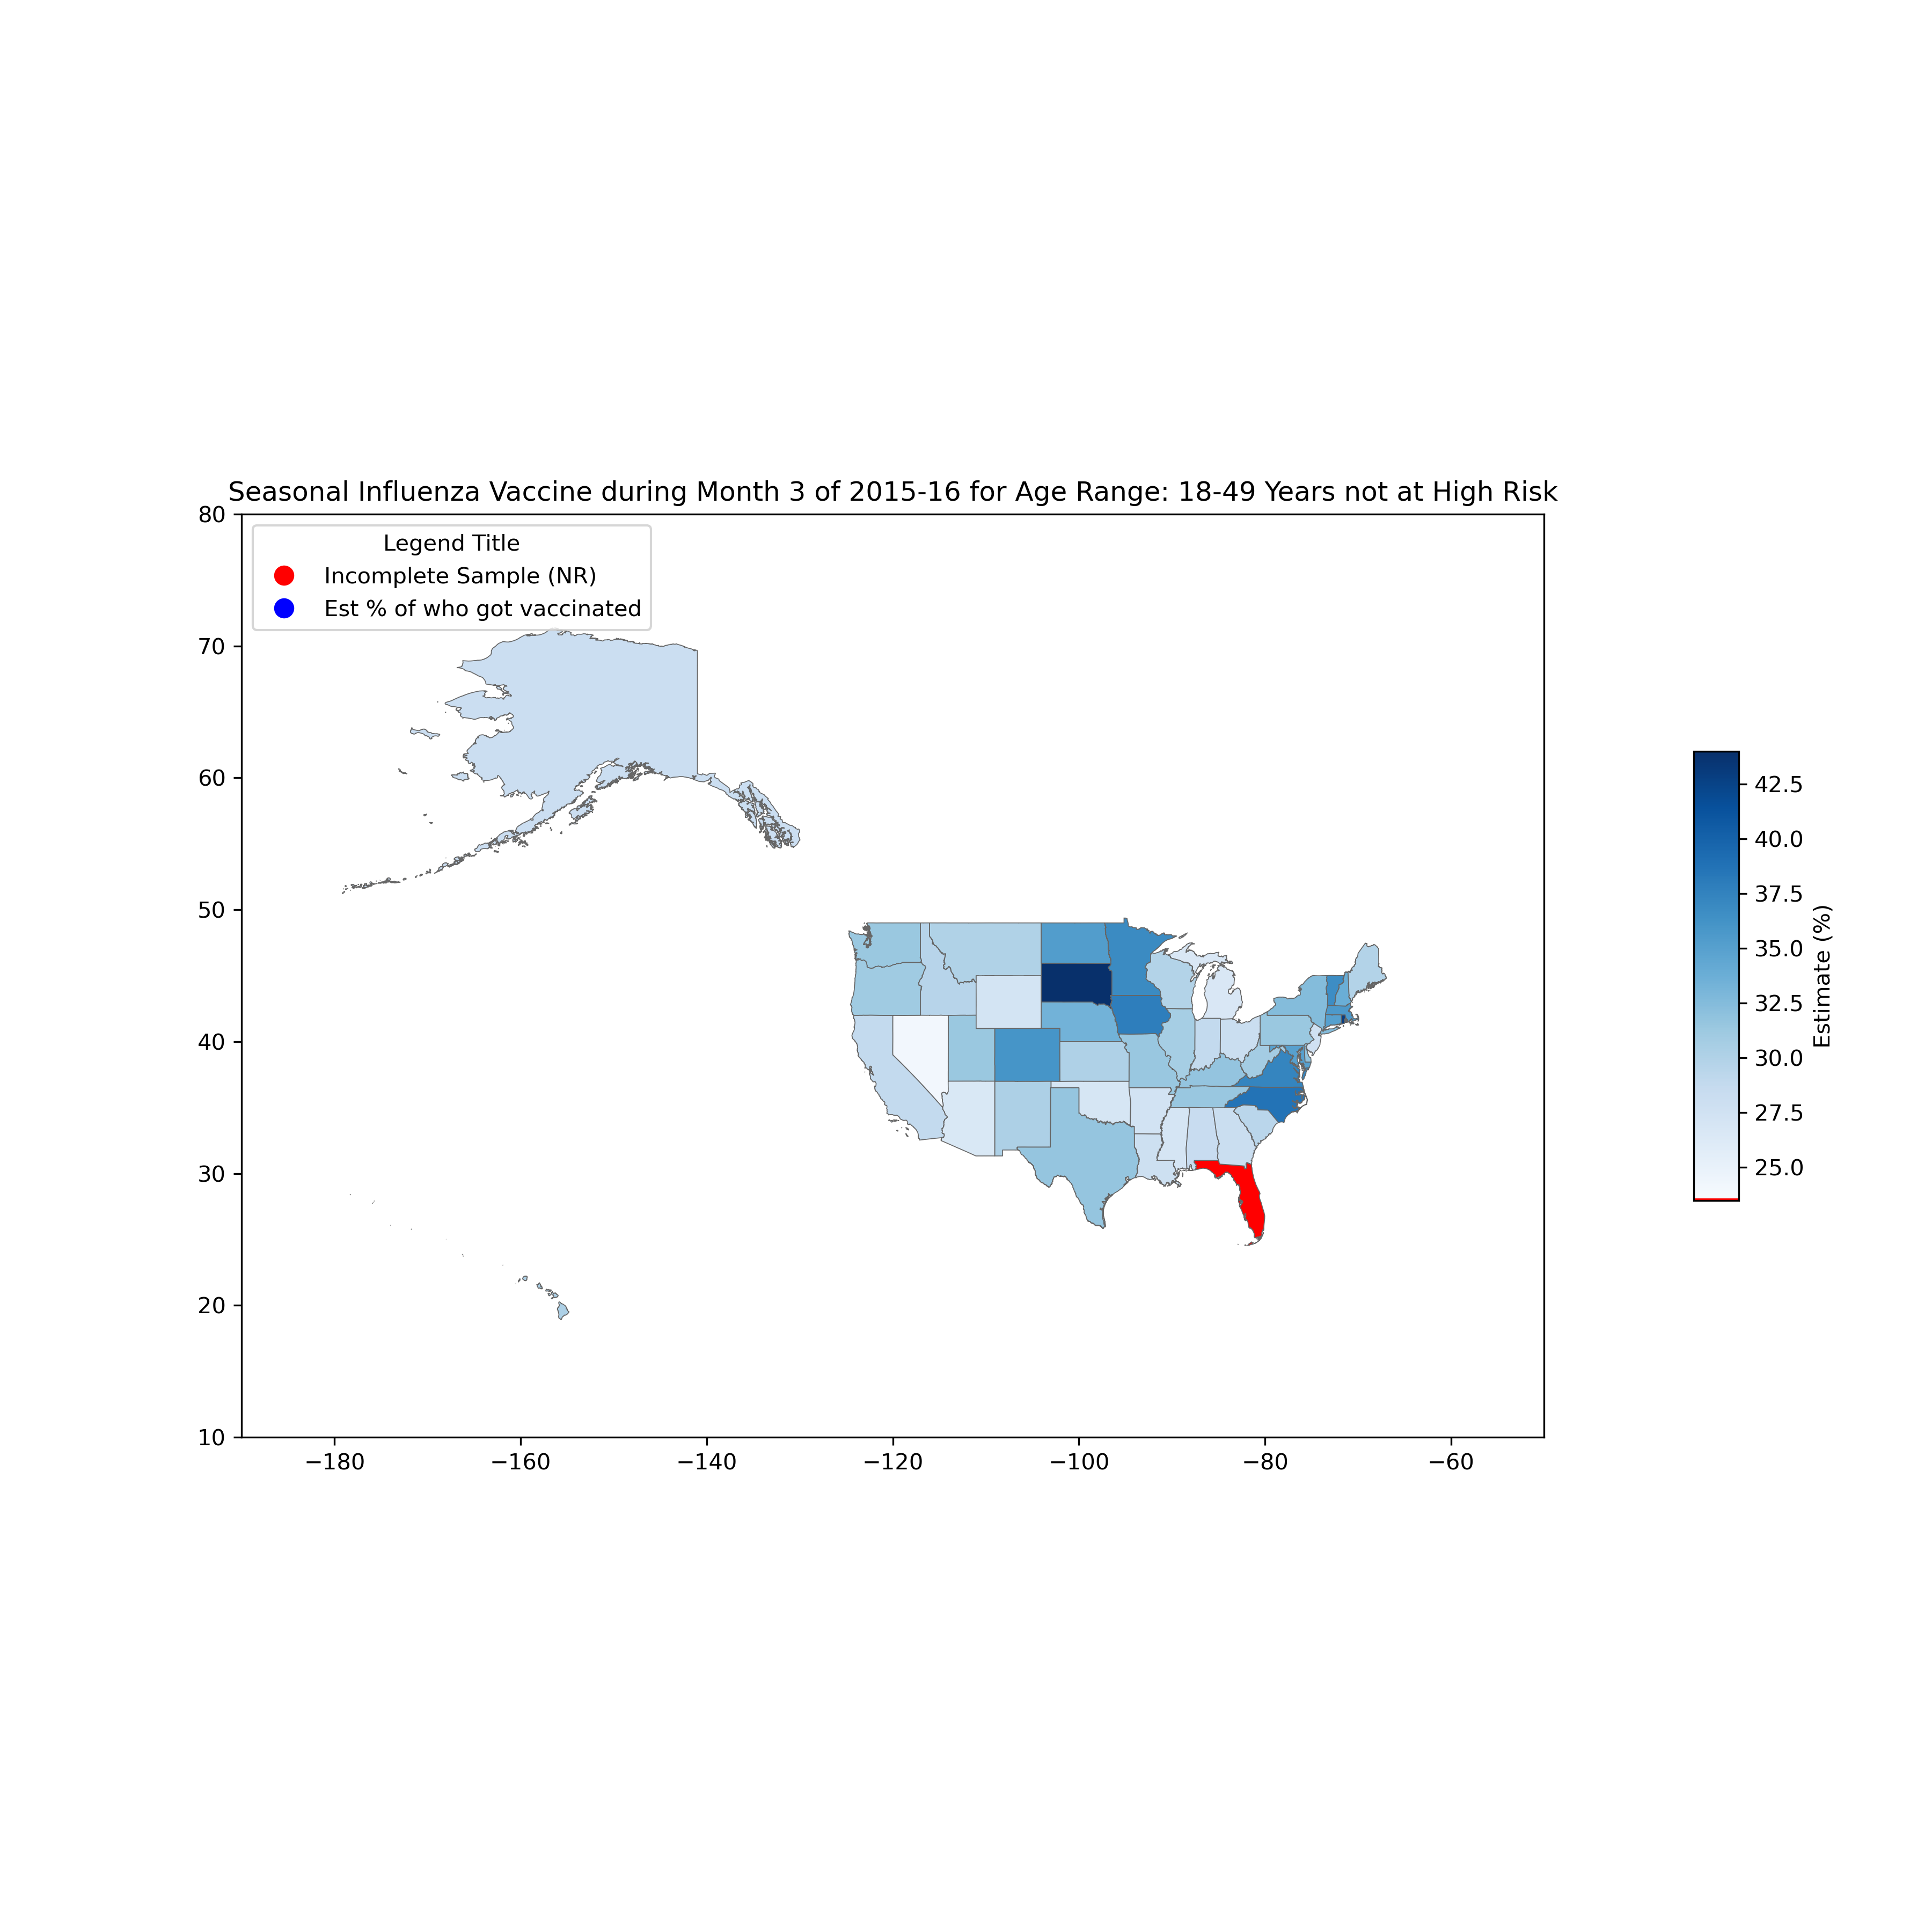 Seasonal Influenza Vaccine during Month 3 of 2015-16 for Age Range: 18-49 Years not at High Risk
Legend Title
Incomplete Sample (NR)
Est % of who got vaccinated
80
70
60
50
40
30
20
10
−180 −160 −140 −120 −100 −80 −60
42.5
40.0
37.5
35.0
32.5
30.0
27.5
25.0
Estimate (%)